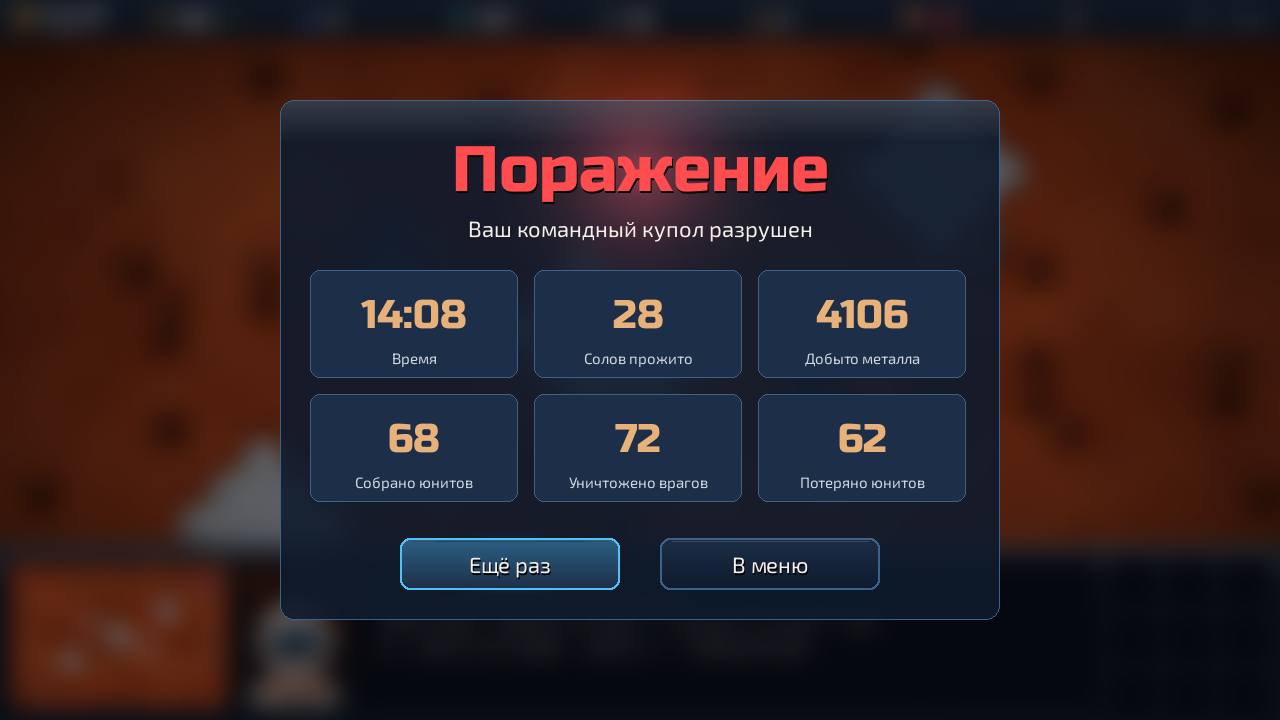 Поражение
Ваш командный купол разрушен
14:08
Время
28
Солов прожито
4106
Добыто металла
68
Собрано юнитов
72
Уничтожено врагов
62
Потеряно юнитов
Ещё раз
В меню